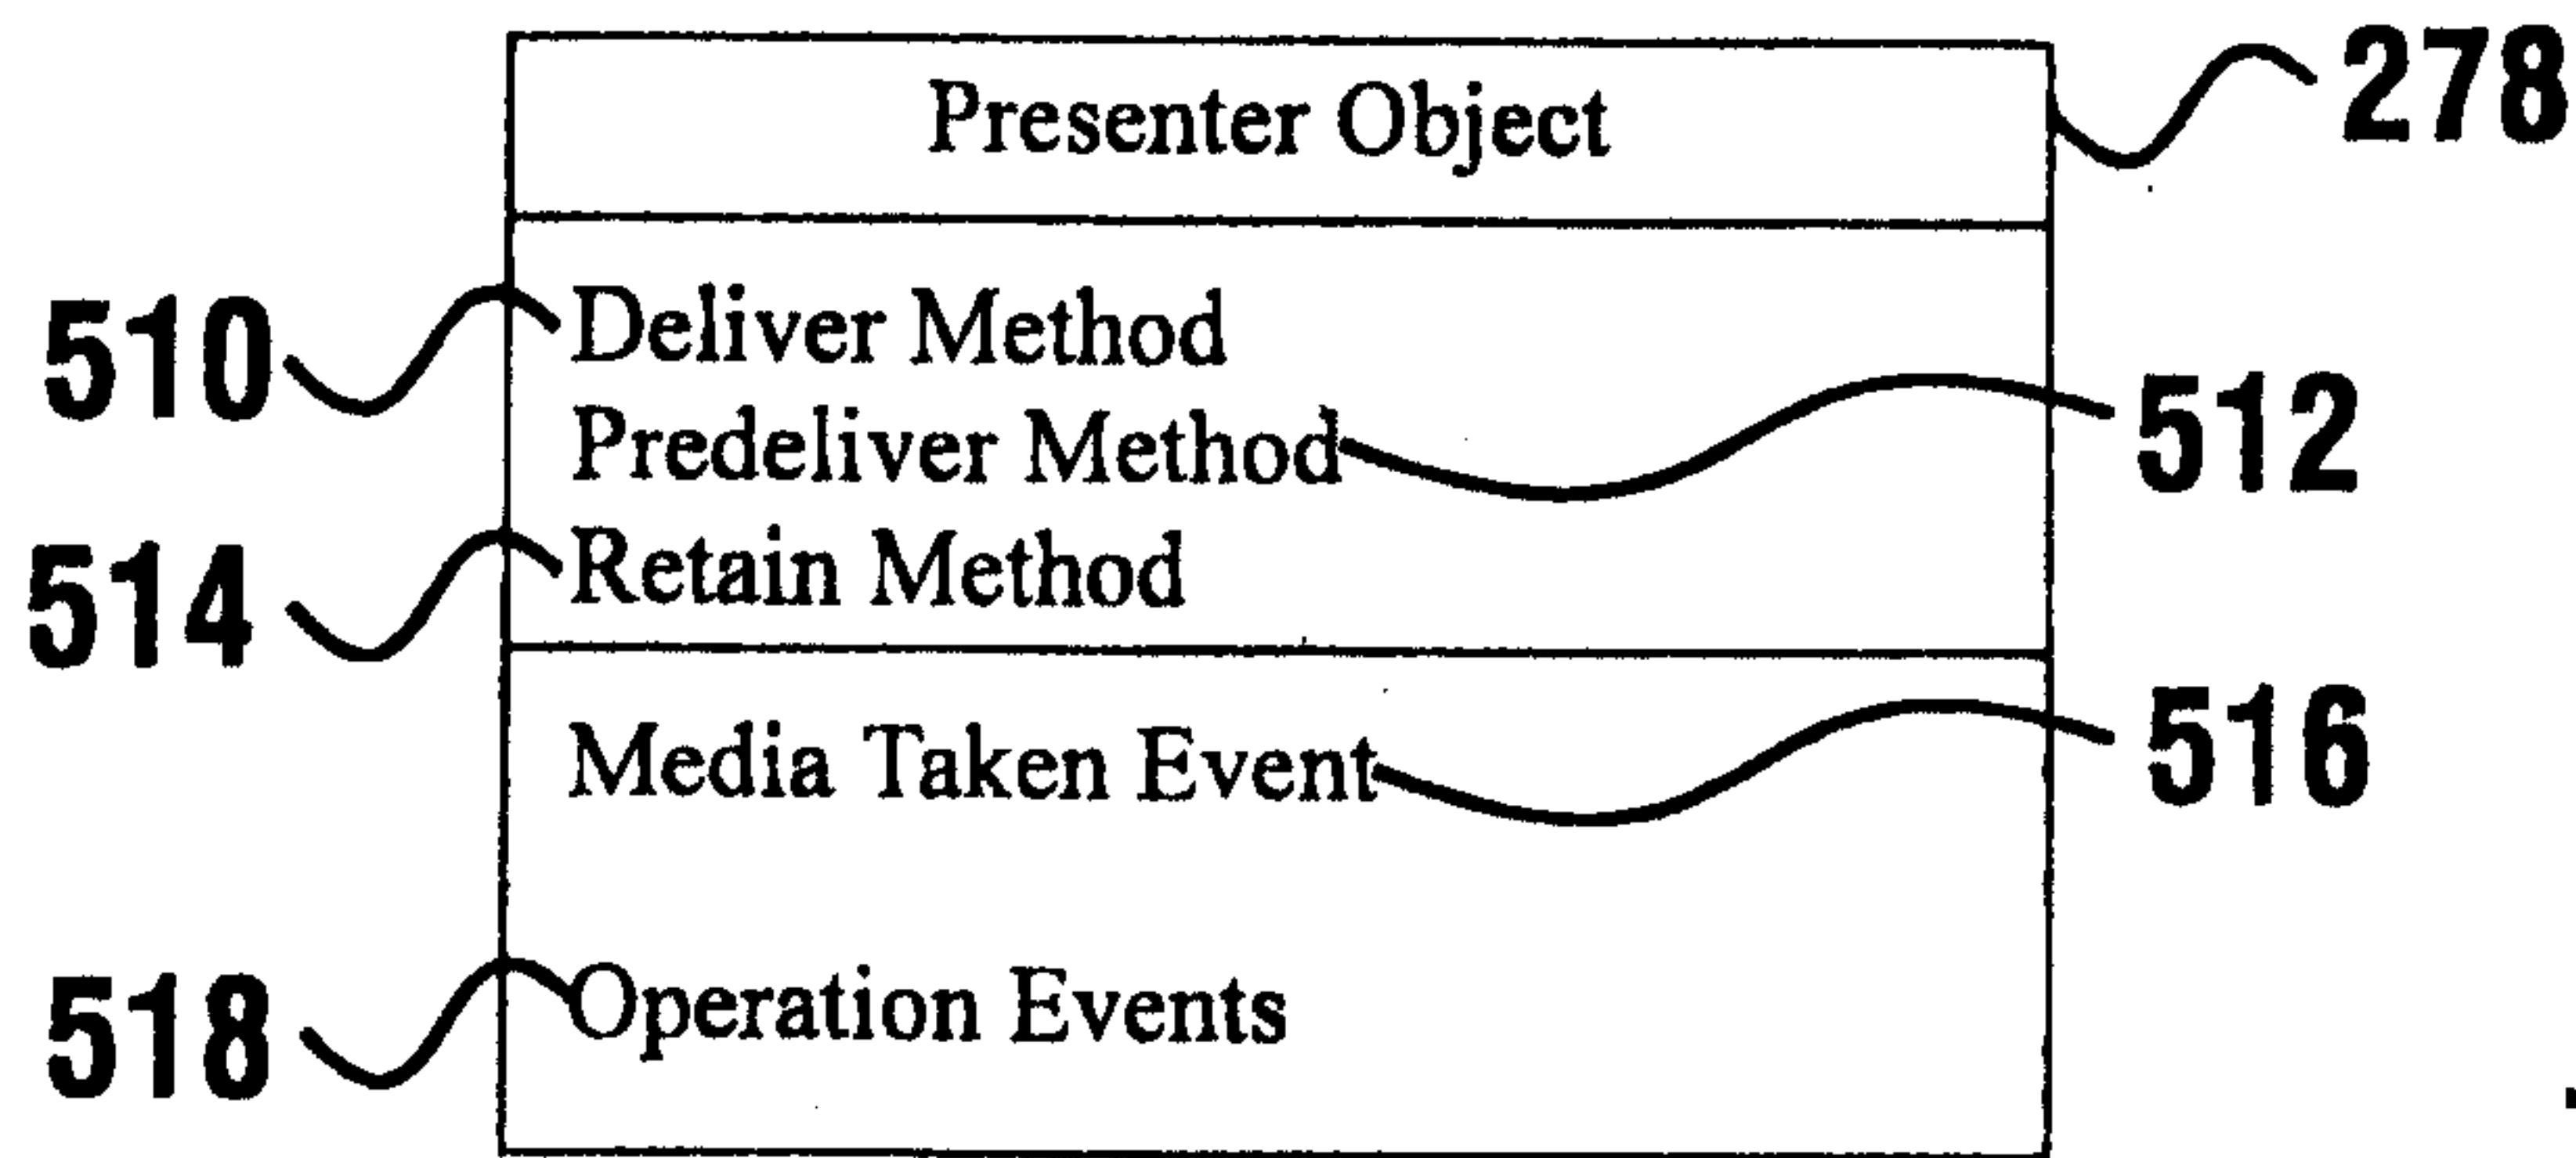 Presenter Object 278
510 Deliver Method
Predeliver Method 512
514 Retain Method
Media Taken Event 516
518 Operation Events